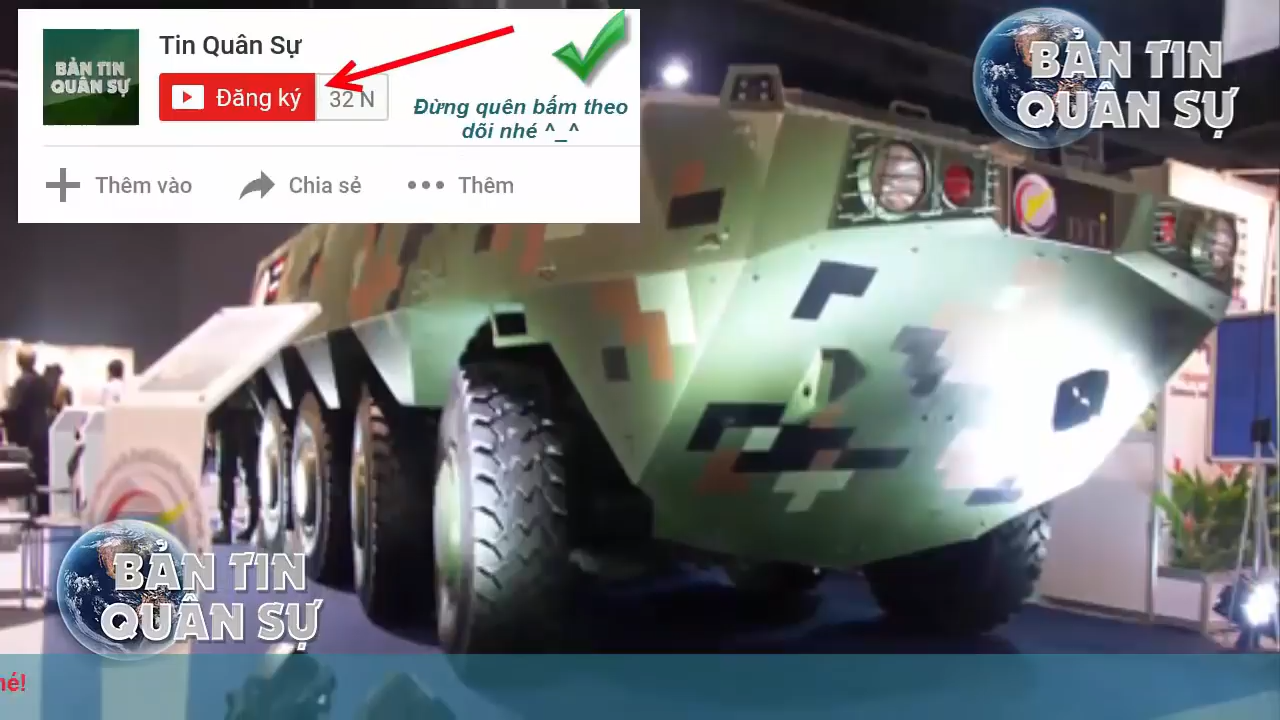 Tin Quân Sự
BẢN TIN
QUÂN SỰ
Đăng ký
32 N
Đừng quên bấm theo
dõi nhé ^_^
Thêm vào
Chia sẻ
Thêm
BẢN TIN
QUÂN SỰ
BẢN TIN
QUÂN SỰ
hé!